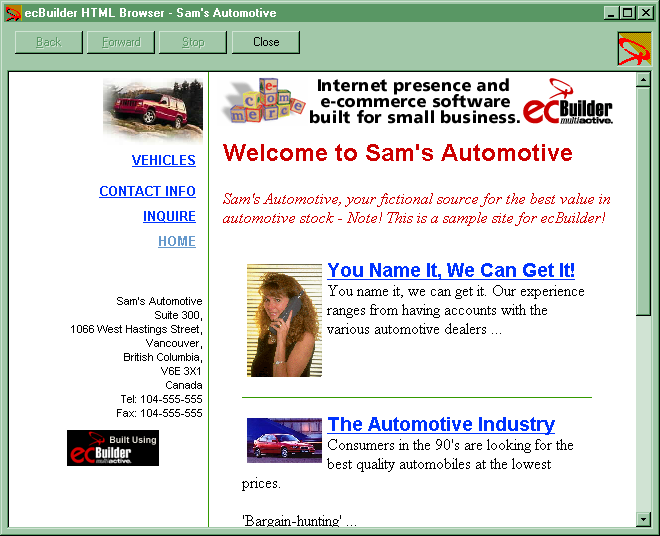 ecBuilder HTML Browser - Sam's Automotive
Back Forward Stop Close
VEHICLES
CONTACT INFO
INQUIRE
HOME
Sam's Automotive
Suite 300,
1066 West Hastings Street,
Vancouver,
British Columbia,
V6E 3X1
Canada
Tel: 104-555-555
Fax: 104-555-555
Built Using
ecBuilder
multiactive.
e-com
merce
Internet presence and
e-commerce software
built for small business.
ecBuilder
multiactive.
Welcome to Sam's Automotive
Sam's Automotive, your fictional source for the best value in
automotive stock - Note! This is a sample site for ecBuilder!
You Name It, We Can Get It!
You name it, we can get it. Our experience
ranges from having accounts with the
various automotive dealers ...
The Automotive Industry
Consumers in the 90's are looking for the
best quality automobiles at the lowest
prices.
'Bargain-hunting' ...